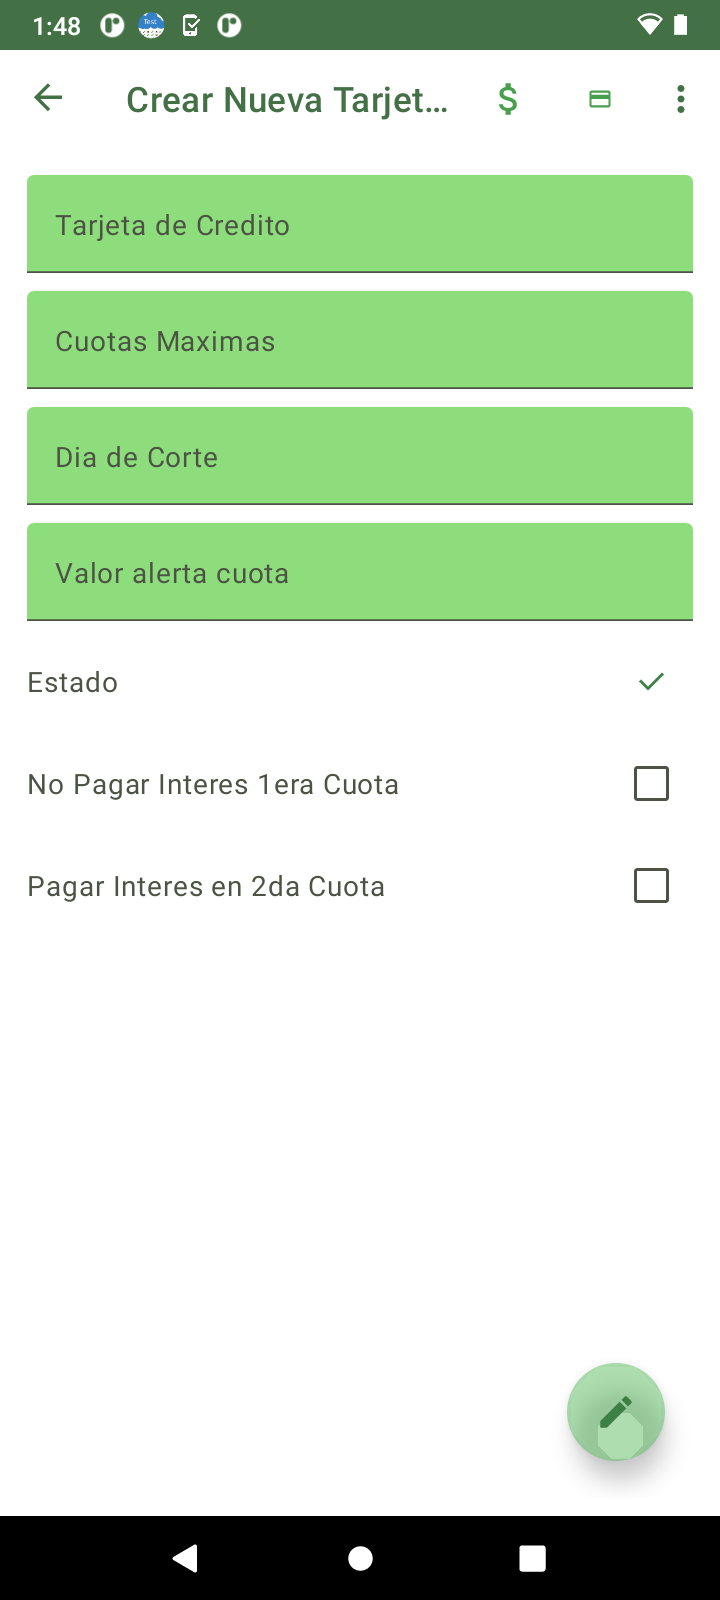 1:48
Test
Crear Nueva Tarjet...
Tarjeta de Credito
Cuotas Maximas
Dia de Corte
Valor alerta cuota
Estado
No Pagar Interes 1era Cuota
Pagar Interes en 2da Cuota